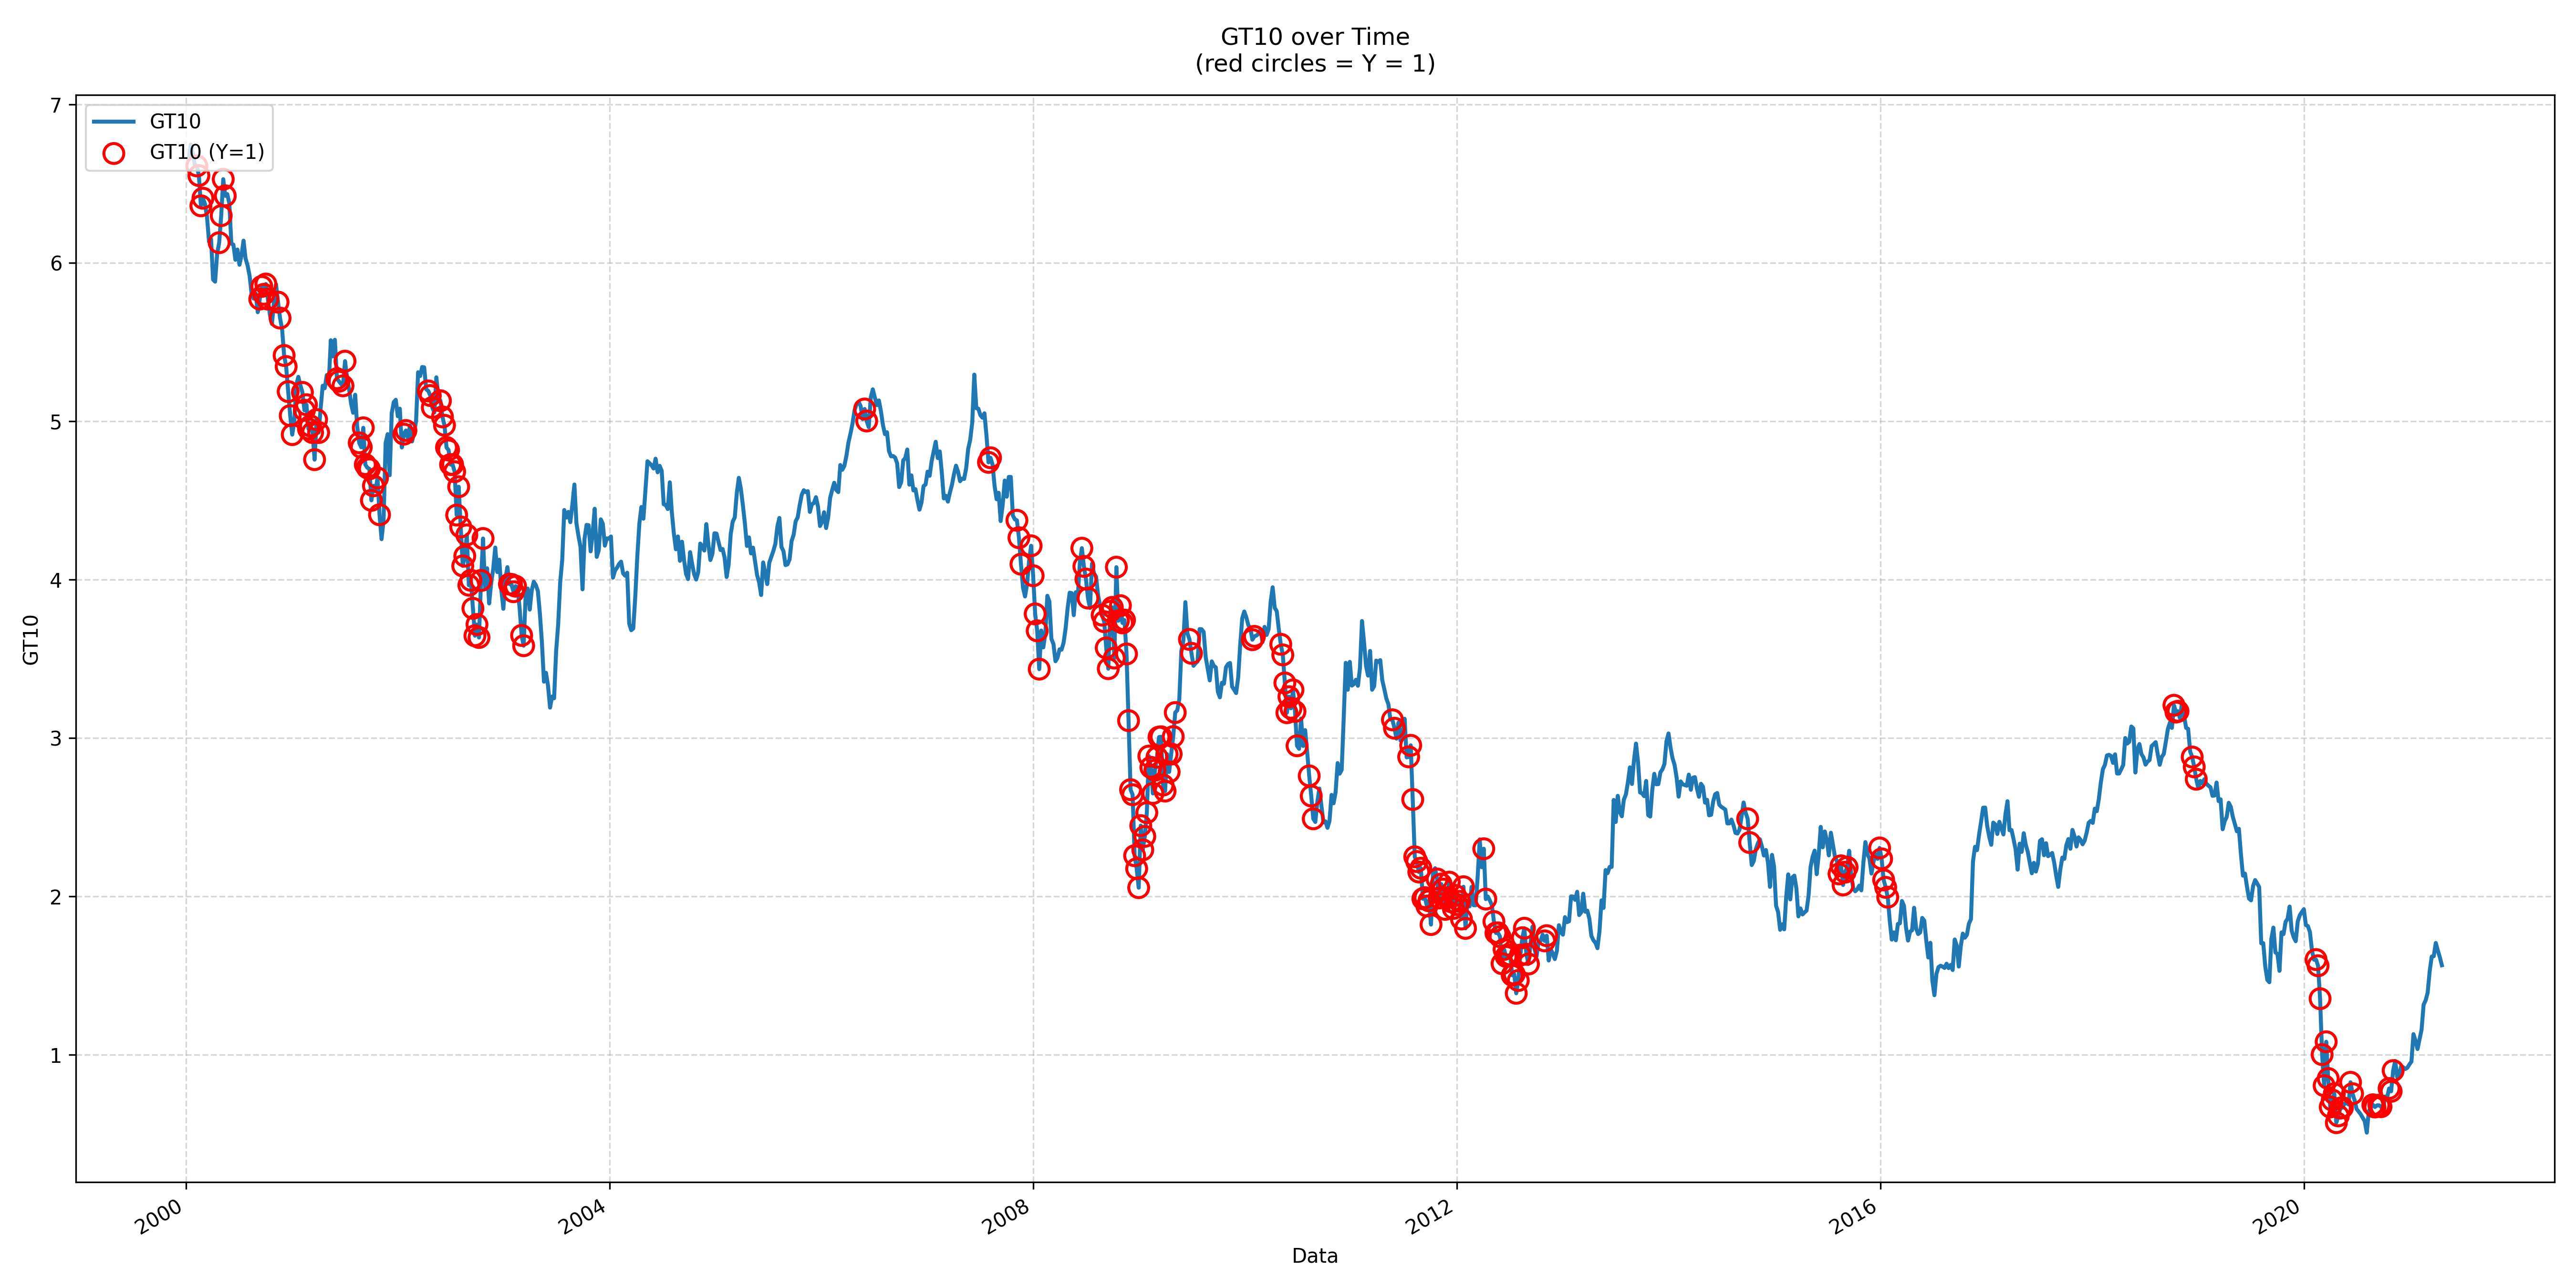 GT10 over Time
(red circles = Y = 1)
GT10
GT10 (Y=1)
7
6
5
4
3
2
1
GT10
2000
2004
2008
2012
2016
2020
Data